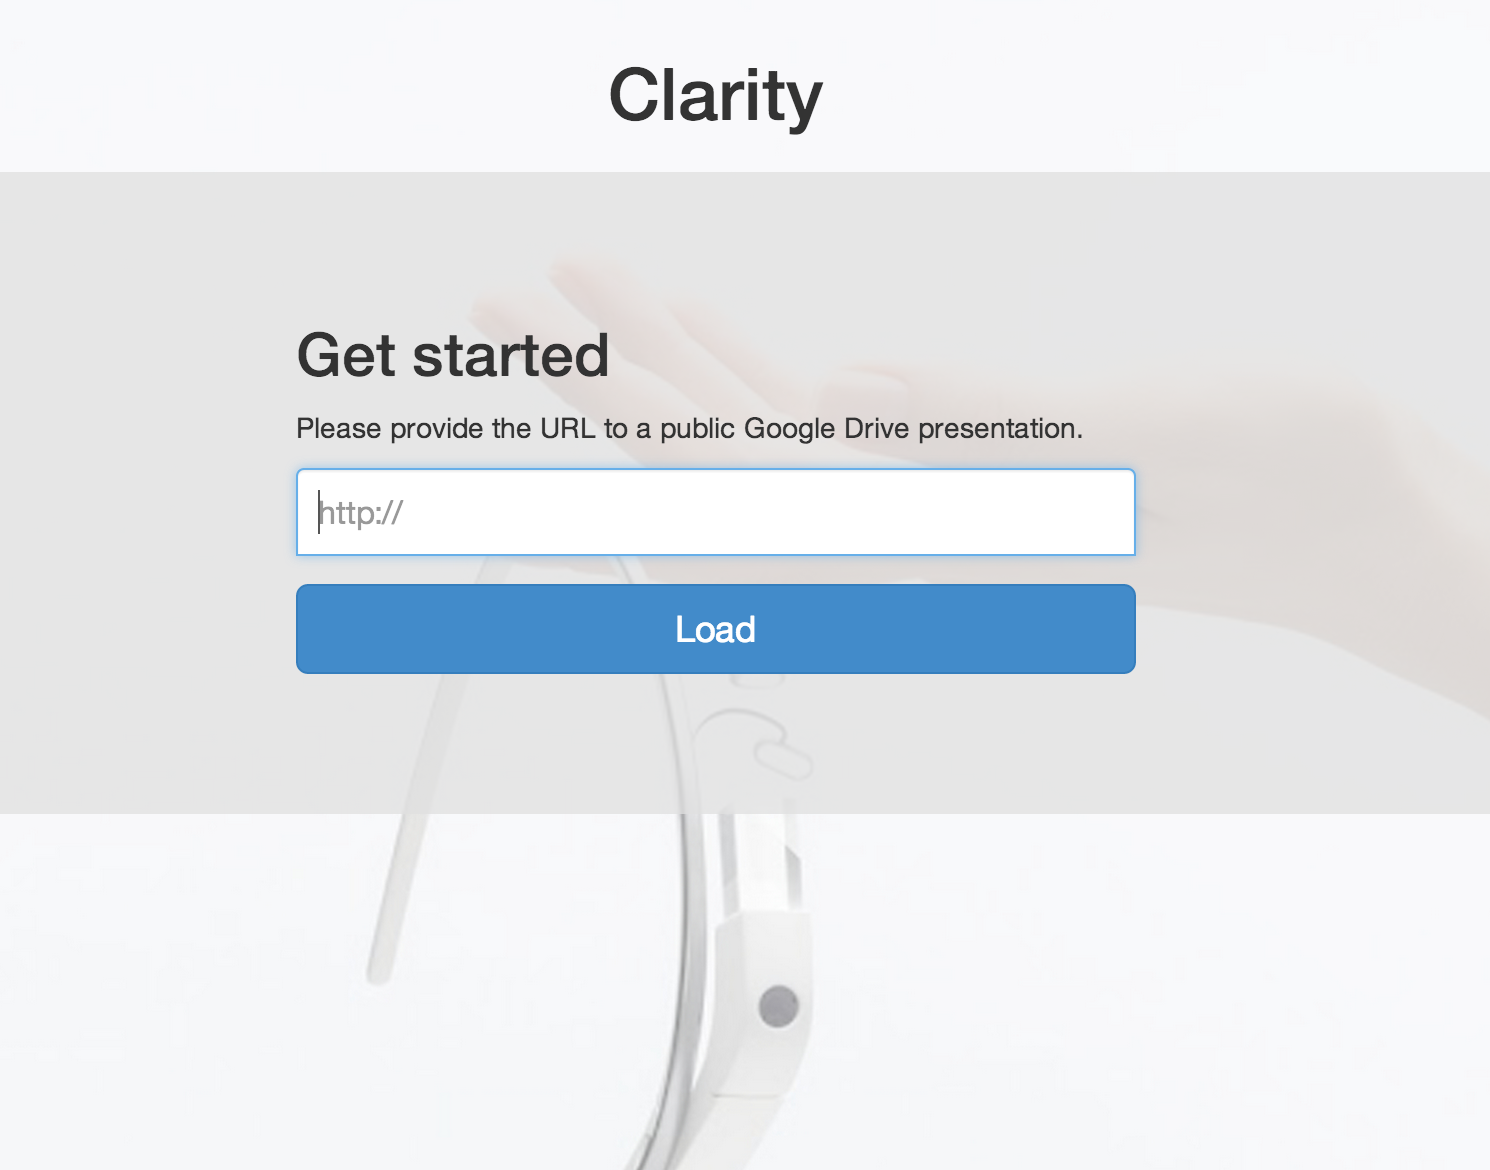 Clarity
Get started
Please provide the URL to a public Google Drive presentation.
http://
Load